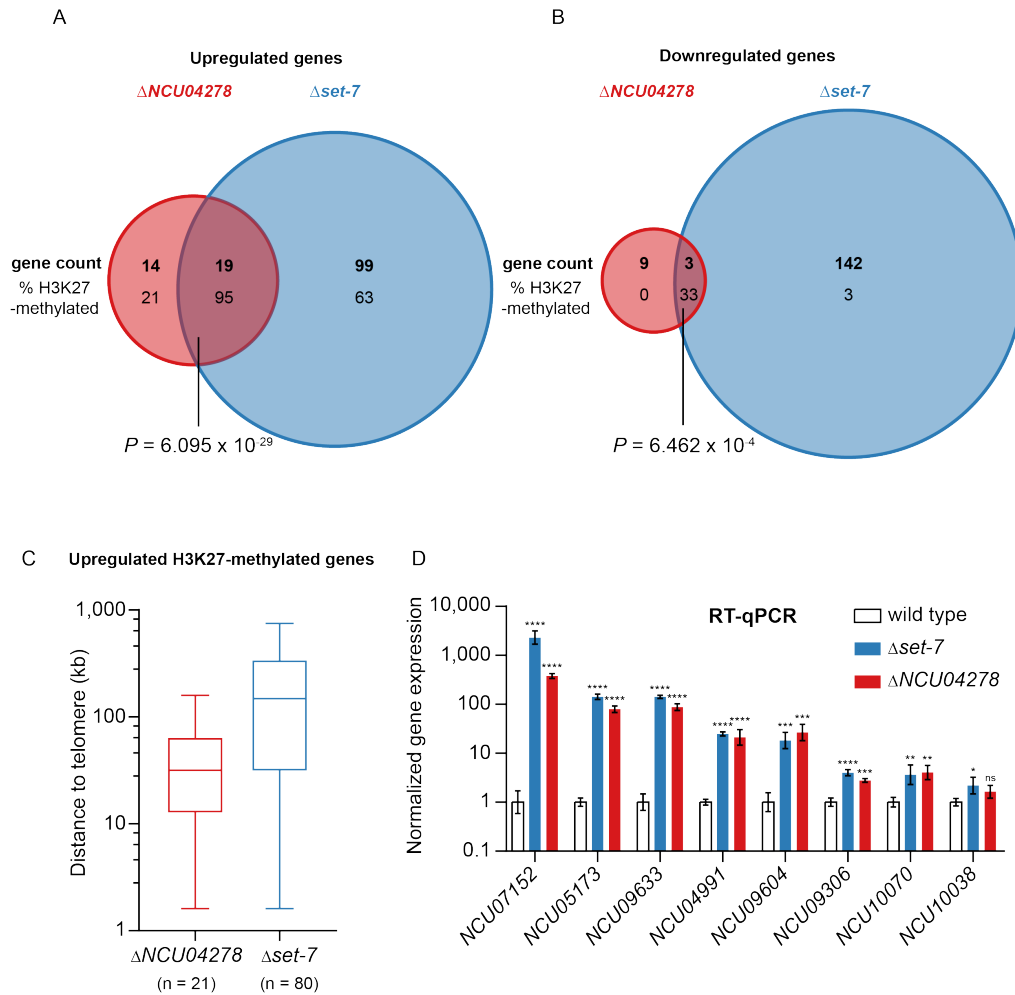 A
Upregulated genes
ΔNCU04278 Δset-7
gene count 14 19 99
% H3K27
-methylated 21 95 63
P = 6.095 x 10-29
B
Downregulated genes
ΔNCU04278 Δset-7
gene count 9 3 142
% H3K27
-methylated 0 33 3
P = 6.462 x 10-4
C Upregulated H3K27-methylated genes
Distance to telomere (kb)
1,000
100
10
1
ΔNCU04278 Δset-7
(n = 21) (n = 80)
D
RT-qPCR
wild type
Δset-7
ΔNCU04278
Normalized gene expression
10,000
1,000
100
10
1
0.1
**** ****
**** ****
**** ****
**** ****
*** ***
**** ***
** **
* ns
NCU07152
NCU05173
NCU09633
NCU04991
NCU09604
NCU09306
NCU10070
NCU10038